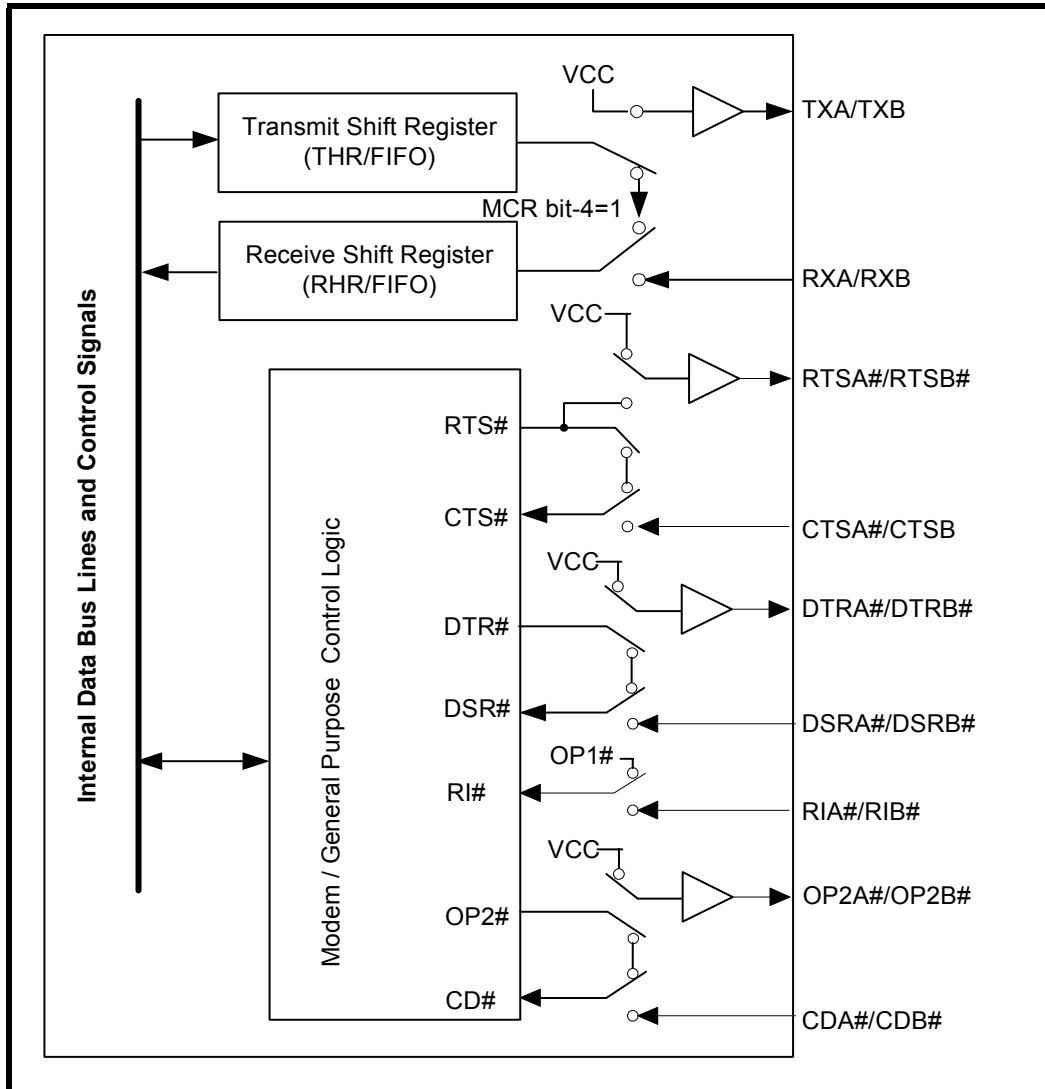 VCC
TXA/TXB
Transmit Shift Register
(THR/FIFO)
MCR bit-4=1
Receive Shift Register
(RHR/FIFO)
RXA/RXB
VCC
RTSA#/RTSB#
RTS#
CTS#
CTSA#/CTSB
VCC
DTRA#/DTRB#
DTR#
DSR#
DSRA#/DSRB#
OP1#
RI#
RIA#/RIB#
VCC
OP2A#/OP2B#
OP2#
CD#
CDA#/CDB#
Internal Data Bus Lines and Control Signals
Modem / General Purpose Control Logic